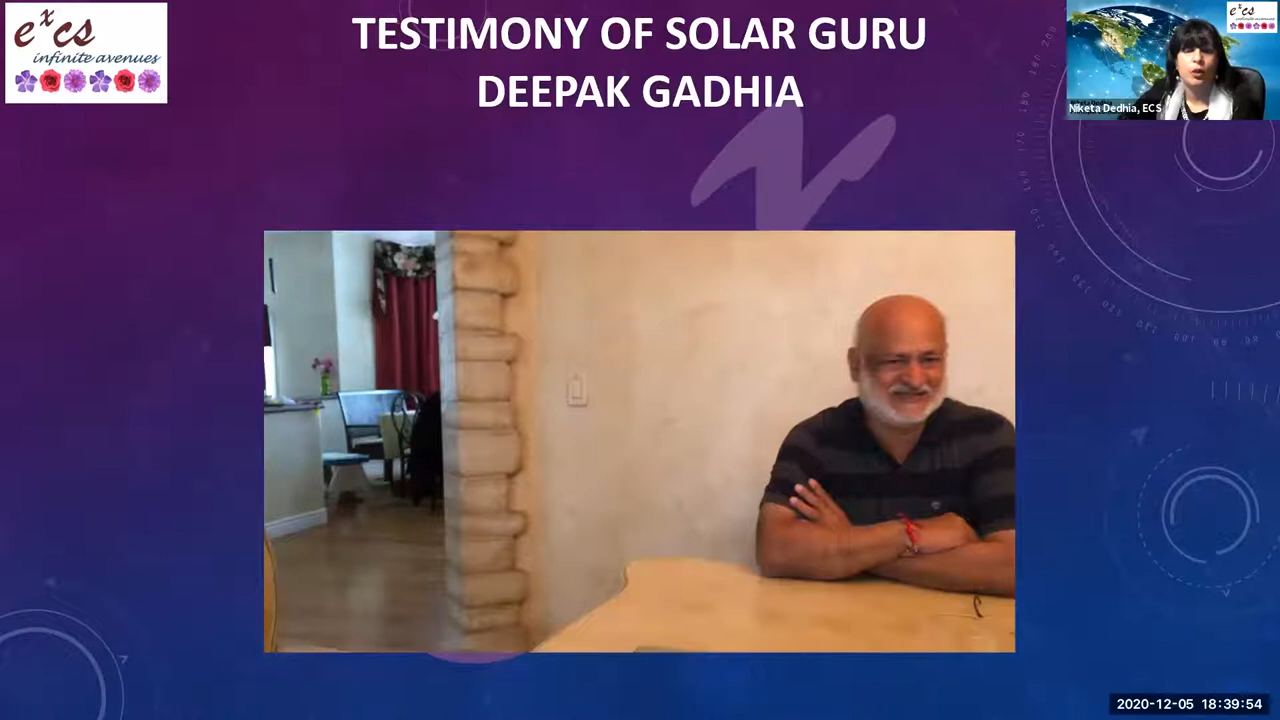 e^x cs
infinite avenues
TESTIMONY OF SOLAR GURU
DEEPAK GADHIA
Niketa Dedhia, ECS
2020-12-05 18:39:54